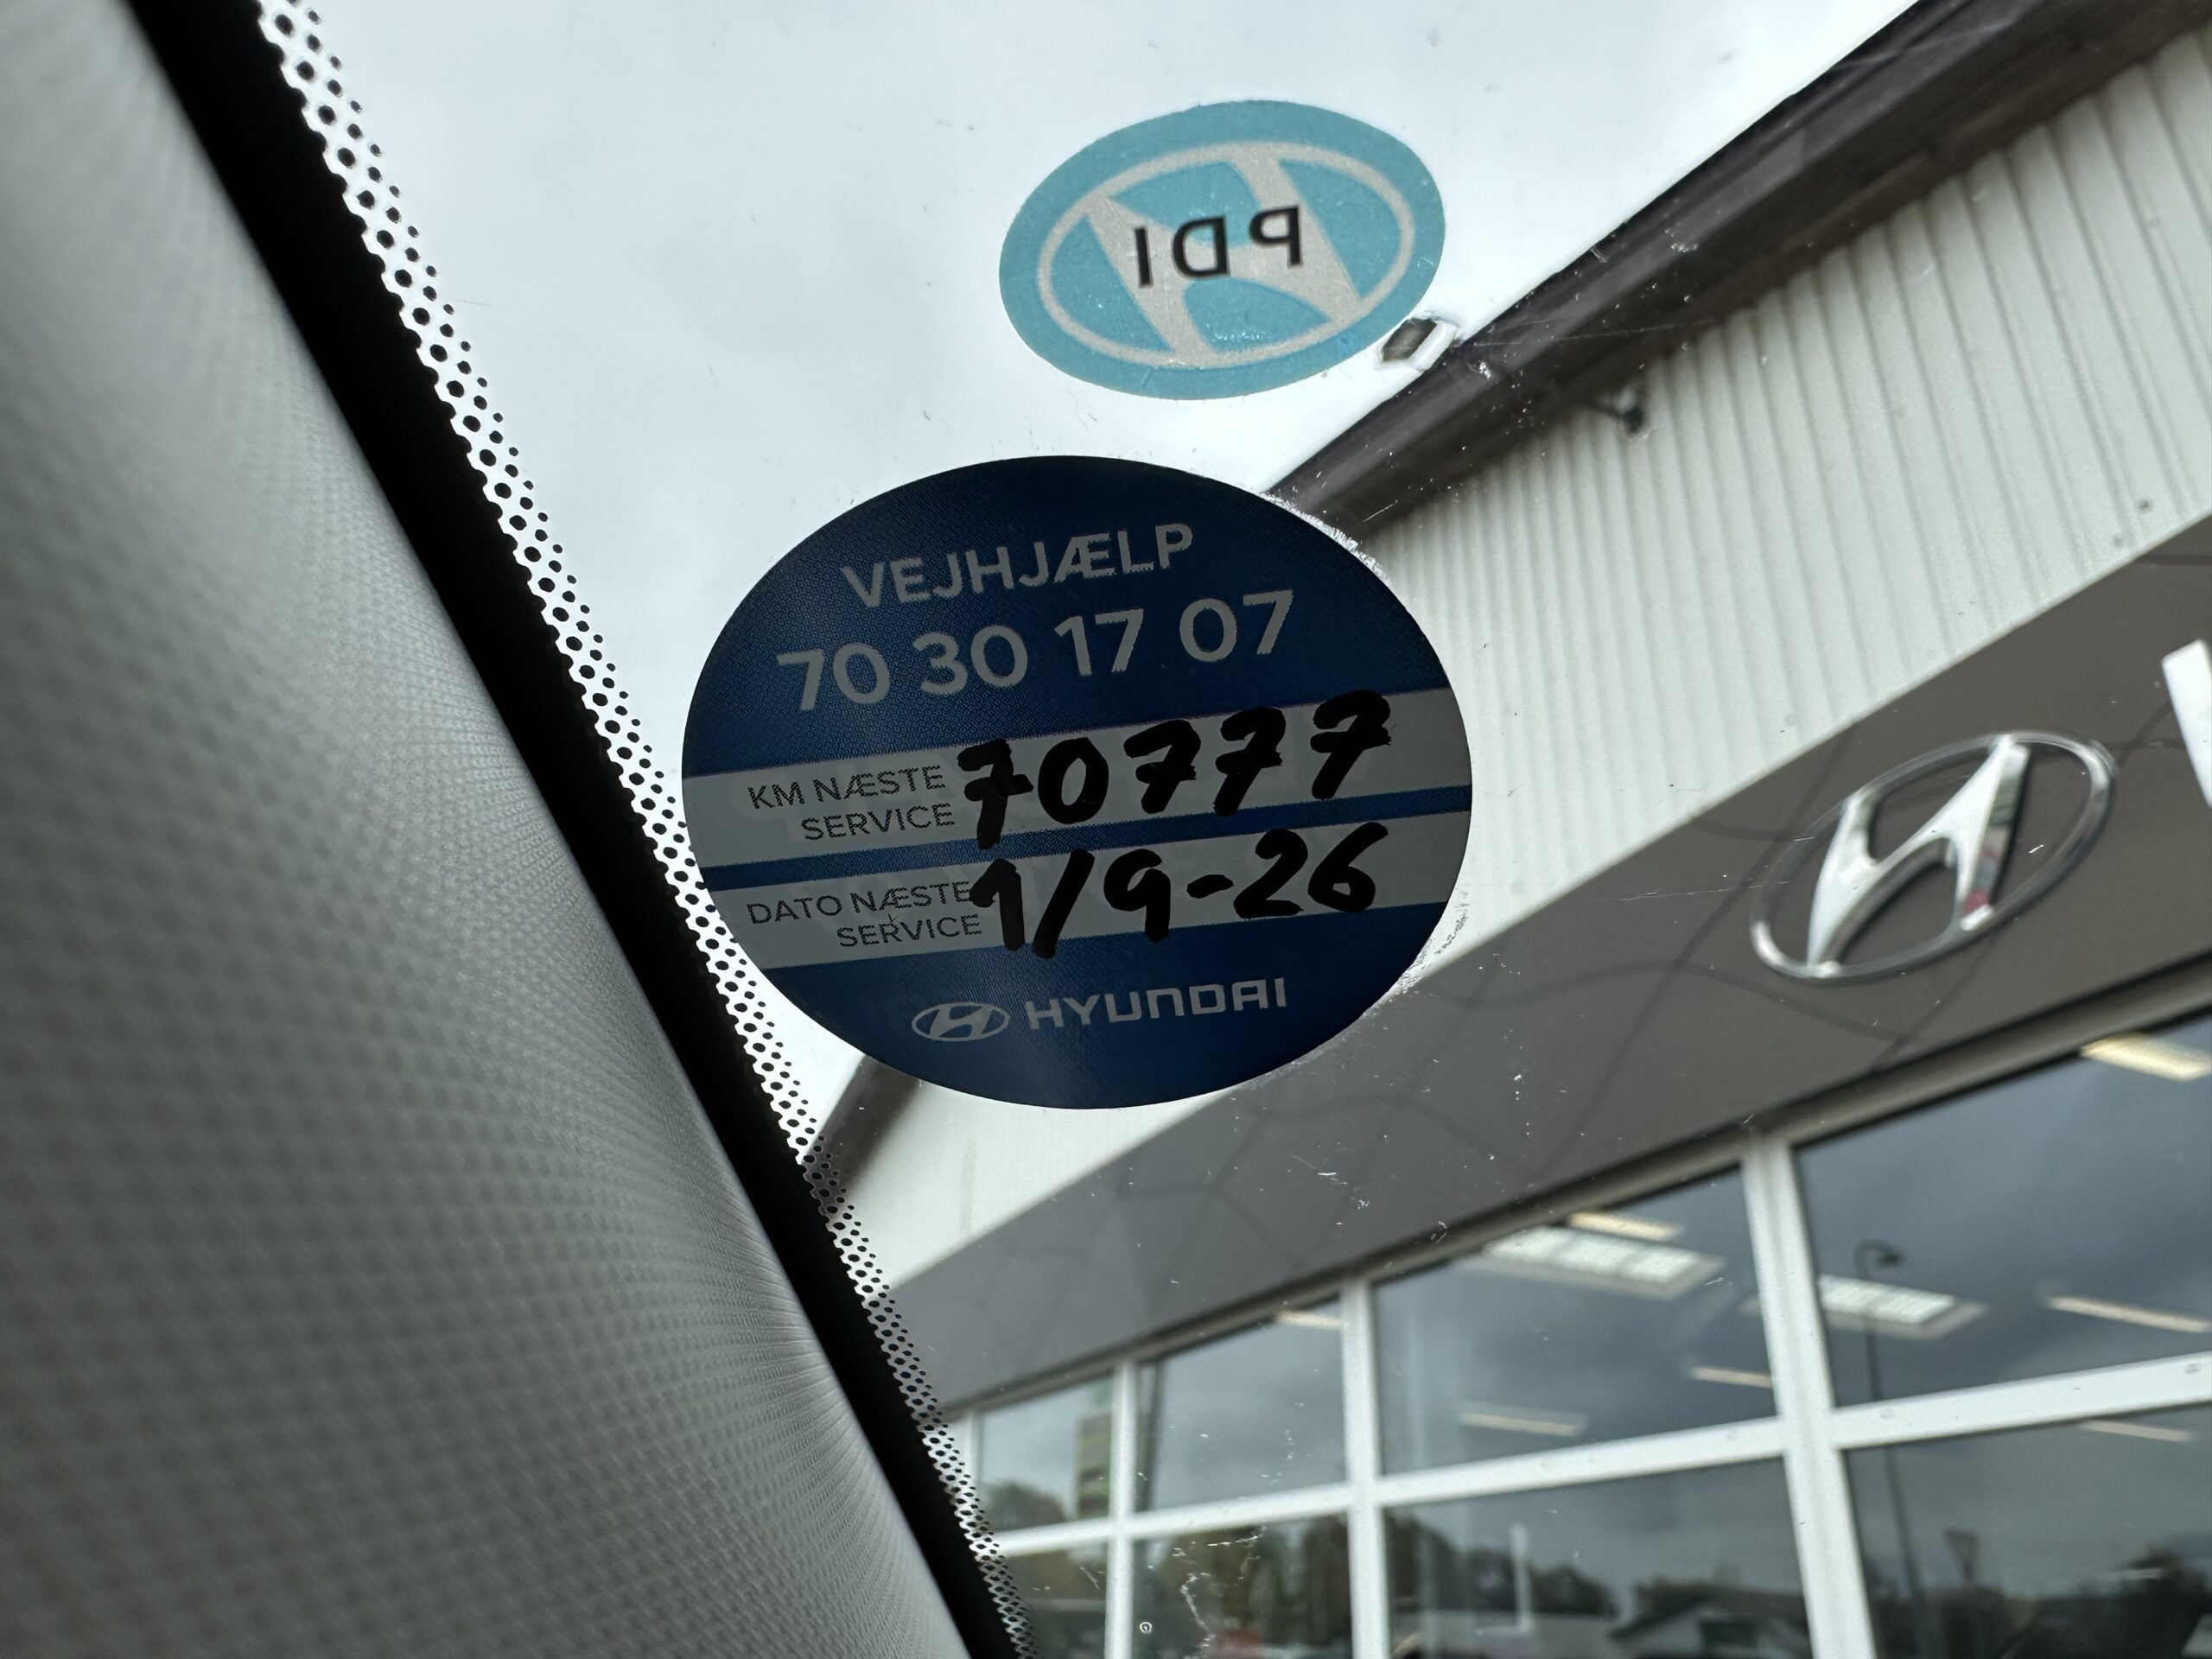 PDI
VEJHJÆLP
70 30 17 07
KM NÆSTE
SERVICE
70777
DATO NÆSTE
SERVICE
1/9-26
HYUNDAI